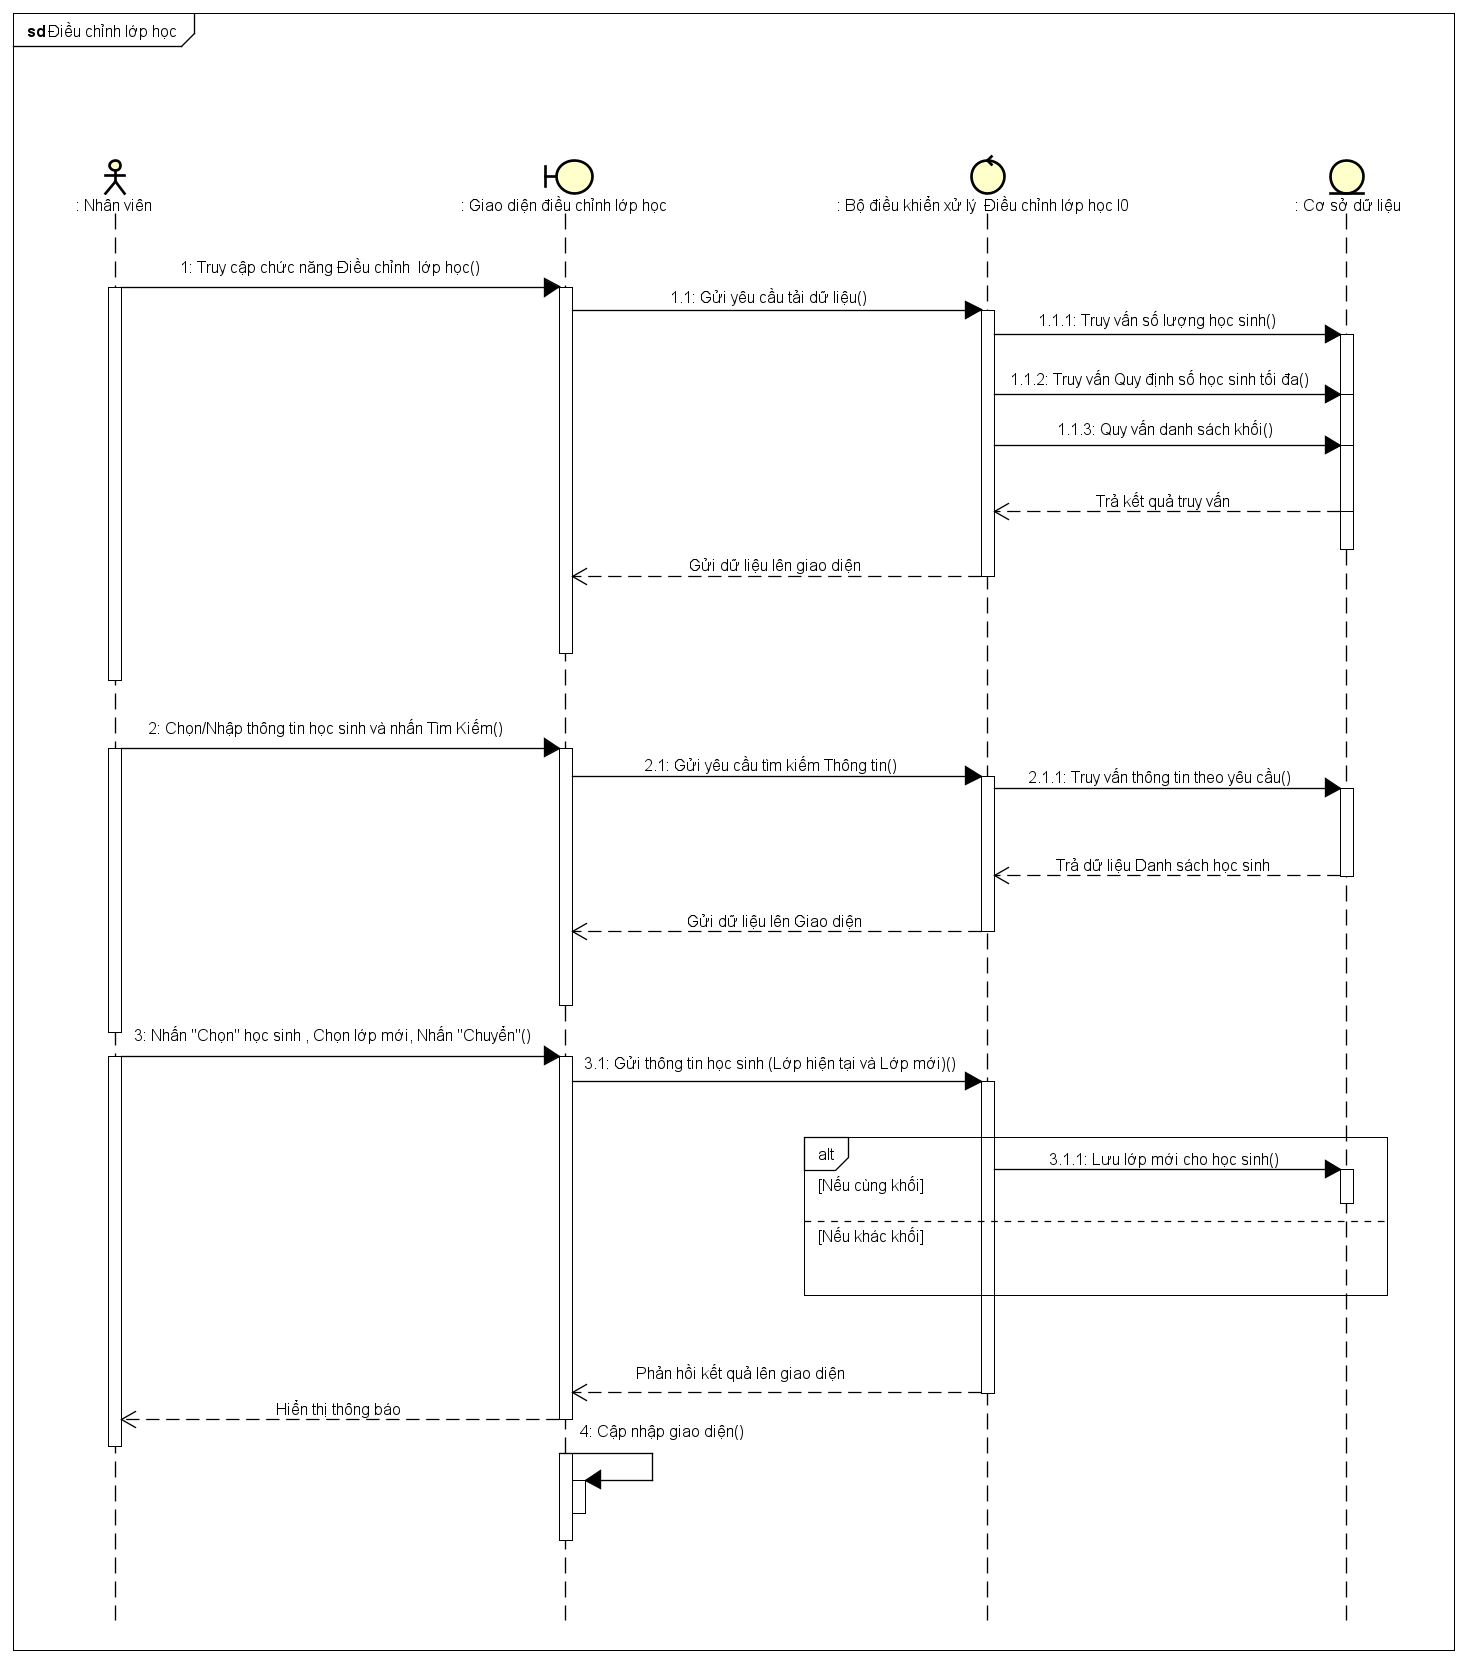 sd Điều chỉnh lớp học
: Nhân viên
: Giao diện điều chỉnh lớp học
: Bộ điều khiển xử lý Điều chỉnh lớp học l0
: Cơ sở dữ liệu
1: Truy cập chức năng Điều chỉnh lớp học()
1.1: Gửi yêu cầu tải dữ liệu()
1.1.1: Truy vấn số lượng học sinh()
1.1.2: Truy vấn Quy định số học sinh tối đa()
1.1.3: Quy vấn danh sách khối()
Trả kết quả truy vấn
Gửi dữ liệu lên giao diện
2: Chọn/Nhập thông tin học sinh và nhấn Tìm Kiếm()
2.1: Gửi yêu cầu tìm kiếm Thông tin()
2.1.1: Truy vấn thông tin theo yêu cầu()
Trả dữ liệu Danh sách học sinh
Gửi dữ liệu lên Giao diện
3: Nhấn "Chọn" học sinh , Chọn lớp mới, Nhấn "Chuyển"()
3.1: Gửi thông tin học sinh (Lớp hiện tại và Lớp mới)()
alt
3.1.1: Lưu lớp mới cho học sinh()
[Nếu cùng khối]
[Nếu khác khối]
Phản hồi kết quả lên giao diện
Hiển thị thông báo
4: Cập nhập giao diện()